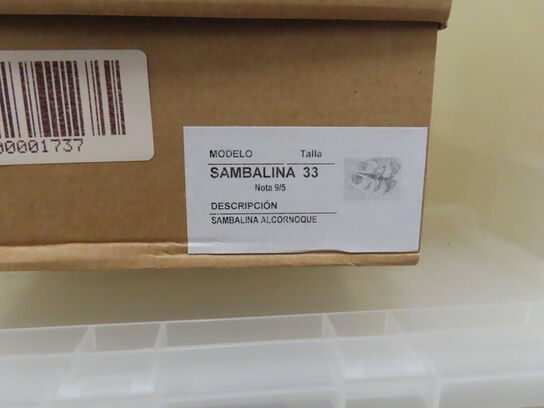 00001737
MODELO Talla
SAMBALINA 33
Nota 9/5
DESCRIPCIÓN
SAMBALINA ALCORNOQUE